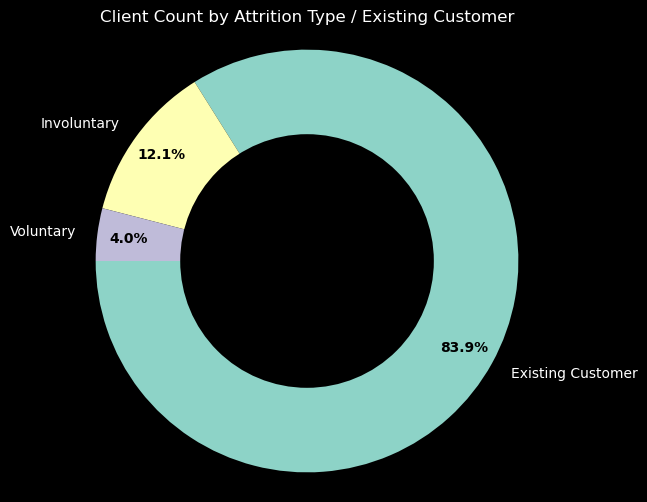 Client Count by Attrition Type / Existing Customer
Involuntary
12.1%
Voluntary
4.0%
83.9%
Existing Customer